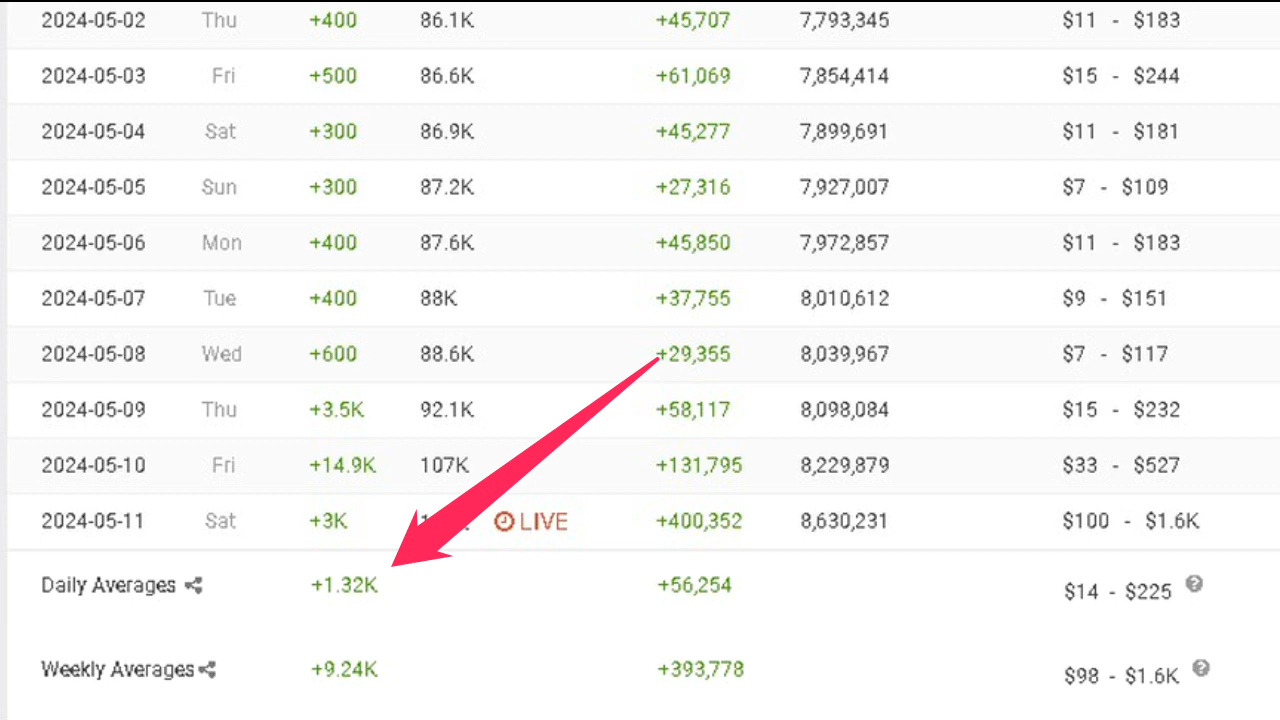 2024-05-02 Thu +400 86.1K +45,707 7,793,345 $11 - $183
2024-05-03 Fri +500 86.6K +61,069 7,854,414 $15 - $244
2024-05-04 Sat +300 86.9K +45,277 7,899,691 $11 - $181
2024-05-05 Sun +300 87.2K +27,316 7,927,007 $7 - $109
2024-05-06 Mon +400 87.6K +45,850 7,972,857 $11 - $183
2024-05-07 Tue +400 88K +37,755 8,010,612 $9 - $151
2024-05-08 Wed +600 88.6K +29,355 8,039,967 $7 - $117
2024-05-09 Thu +3.5K 92.1K +58,117 8,098,084 $15 - $232
2024-05-10 Fri +14.9K 107K +131,795 8,229,879 $33 - $527
2024-05-11 Sat +3K LIVE +400,352 8,630,231 $100 - $1.6K
Daily Averages +1.32K +56,254 $14 - $225 ?
Weekly Averages +9.24K +393,778 $98 - $1.6K ?